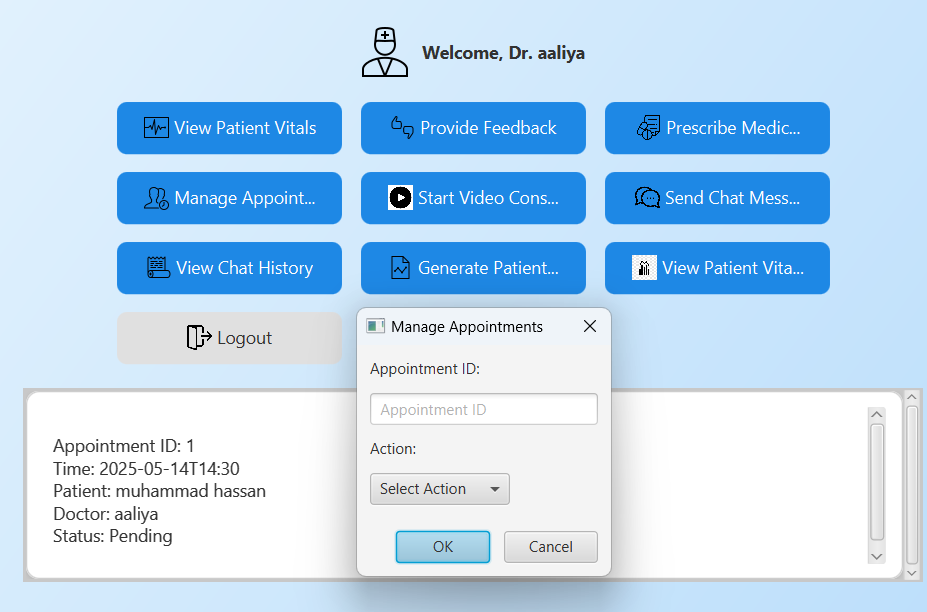 Welcome, Dr. aaliya
View Patient Vitals
Provide Feedback
Prescribe Medic...
Manage Appoint...
Start Video Cons...
Send Chat Mess...
View Chat History
Generate Patient...
View Patient Vita...
Logout
Manage Appointments
Appointment ID:
Appointment ID
Action:
Select Action
OK
Cancel
Appointment ID: 1
Time: 2025-05-14T14:30
Patient: muhammad hassan
Doctor: aaliya
Status: Pending